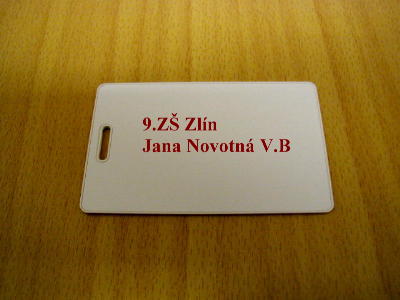 9.ZŠ Zlín
Jana Novotná V.B